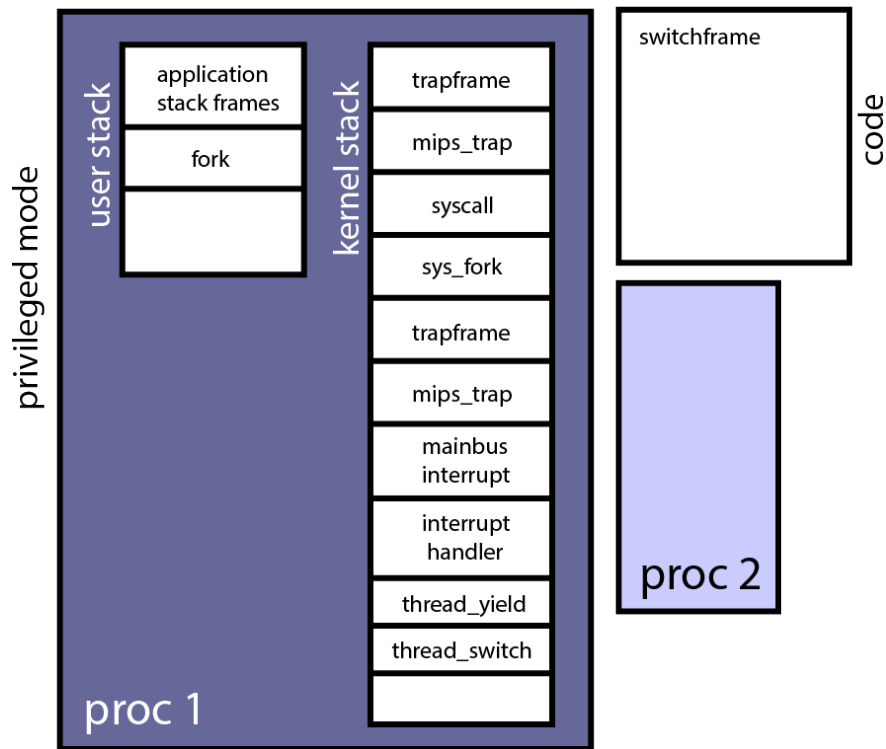 privileged mode
user stack
application
stack frames
fork
kernel stack
trapframe
mips_trap
syscall
sys_fork
trapframe
mips_trap
mainbus
interrupt
interrupt
handler
thread_yield
thread_switch
proc 1
switchframe
code
proc 2